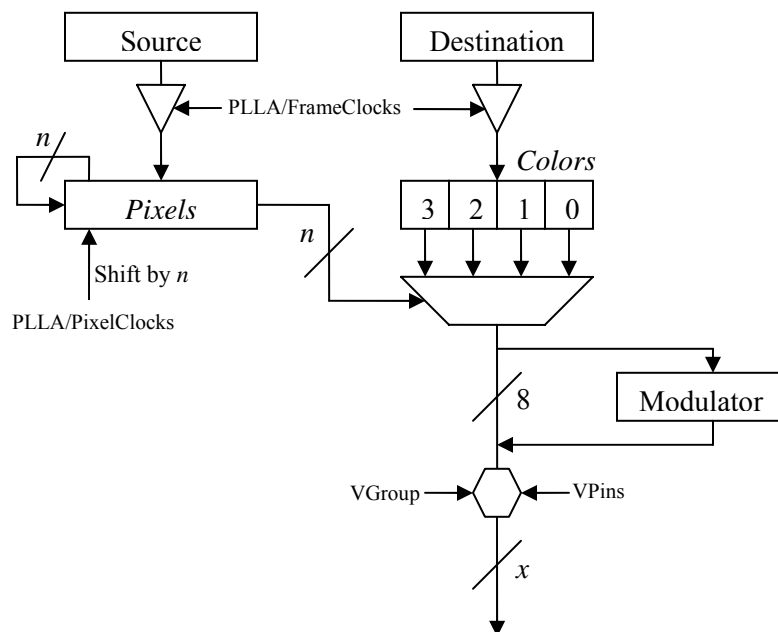 Source
Destination
PLLA/FrameClocks
n
Colors
Pixels
3 2 1 0
n
Shift by n
PLLA/PixelClocks
8
Modulator
VGroup
VPins
x